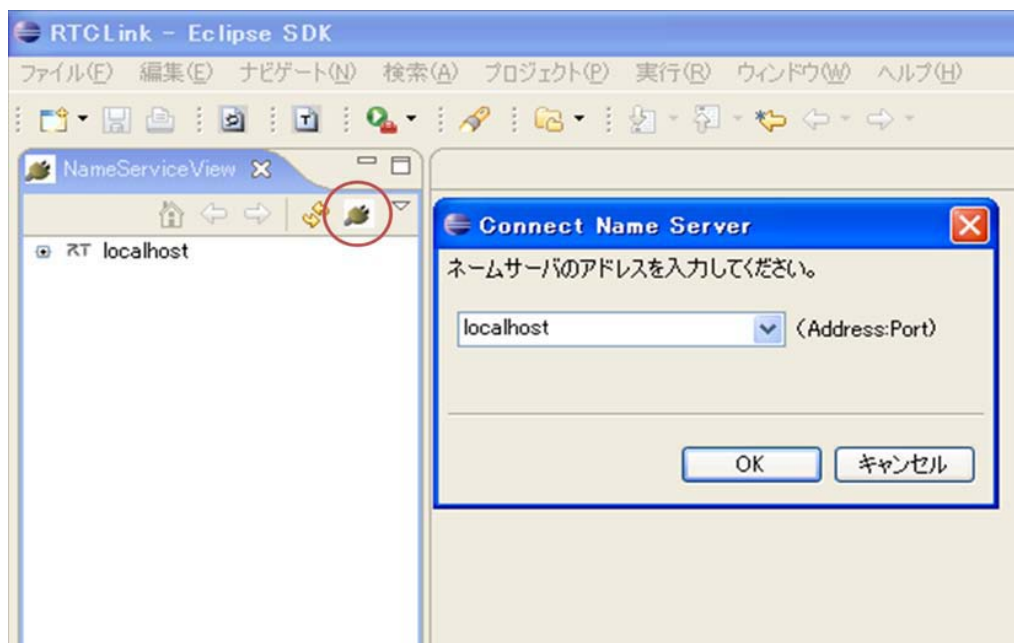 RTCLink - Eclipse SDK
ファイル(F) 編集(E) ナビゲート(N) 検索(A) プロジェクト(P) 実行(R) ウィンドウ(W) ヘルプ(H)
NameServiceView
RT localhost
Connect Name Server
ネームサーバのアドレスを入力してください。
localhost (Address:Port)
OK キャンセル